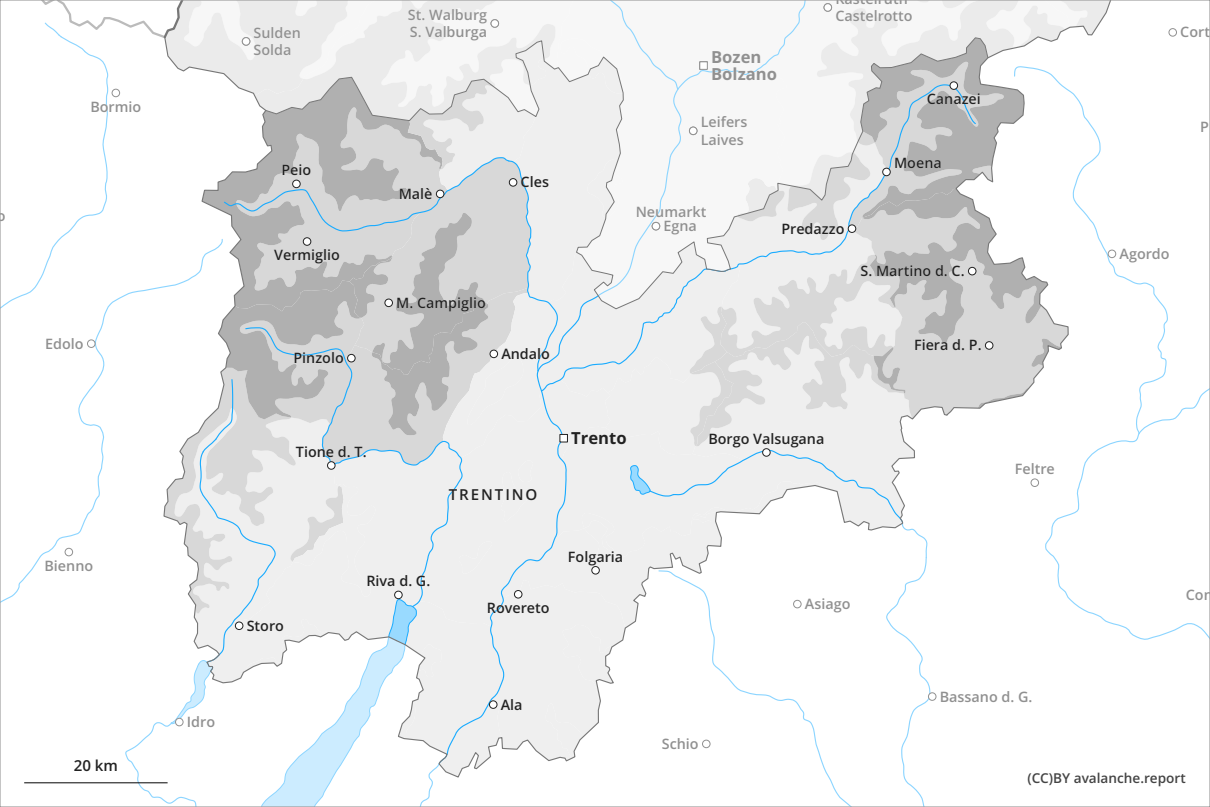 Kastelruth
Castelrotto
St. Walburg
S. Valburga
Sulden
Solda
Cort
Bozen
Bolzano
Bormio
Canazei
Leifers
Laives
P
Moena
Peio
Malè
Cles
Neumarkt
Egna
Predazzo
Vermiglio
Agordo
S. Martino d. C.
M. Campiglio
Edolo
Pinzolo
Andalo
Fiera d. P.
Trento
Borgo Valsugana
Tione d. T.
Feltre
TRENTINO
Bienno
Folgaria
Riva d. G.
Rovereto
Asiago
Cor
Storo
Ala
Bassano d. G.
Idro
Schio
20 km
(CC)BY avalanche.report